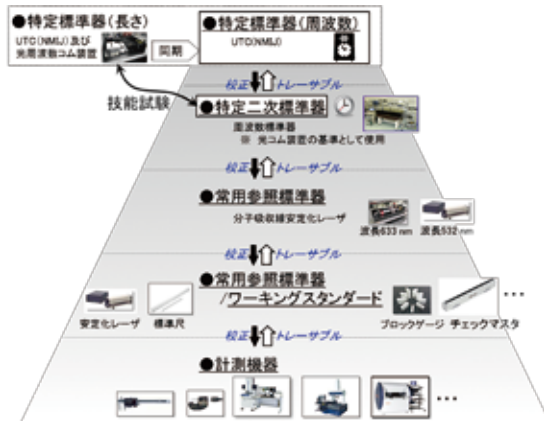 ●特定標準器(長さ)
UTC(NMIJ)及び
光周波数コム装置
同期
●特定標準器(周波数)
UTC(NMIJ)
技能試験
校正 トレーサブル
●特定二次標準器
周波数標準器
※ 光コム装置の基準として使用
校正 トレーサブル
●常用参照標準器
分子吸収線安定化レーザ
波長633 nm
波長532 nm
校正 トレーサブル
●常用参照標準器
/ワーキングスタンダード
安定化レーザ
標準尺
ブロックゲージ
チェックマスタ
…
校正 トレーサブル
●計測機器
…